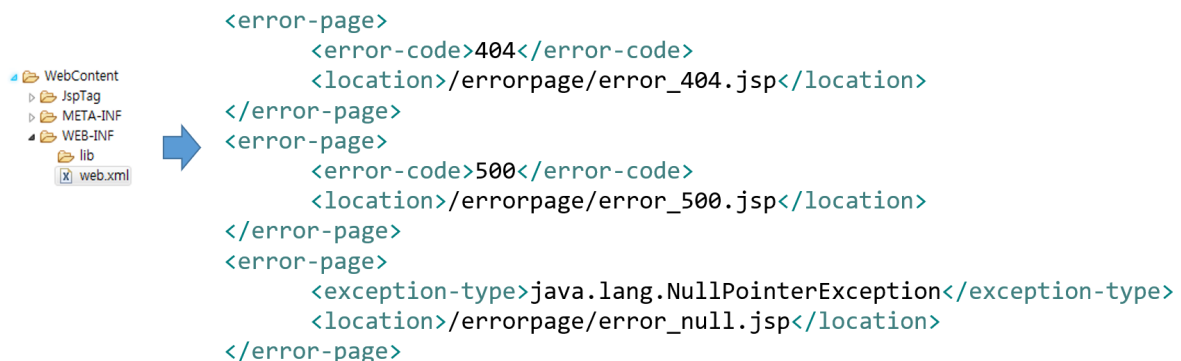 WebContent
JspTag
META-INF
WEB-INF
lib
web.xml
<error-page>
<error-code>404</error-code>
<location>/errorpage/error_404.jsp</location>
</error-page>
<error-page>
<error-code>500</error-code>
<location>/errorpage/error_500.jsp</location>
</error-page>
<error-page>
<exception-type>java.lang.NullPointerException</exception-type>
<location>/errorpage/error_null.jsp</location>
</error-page>